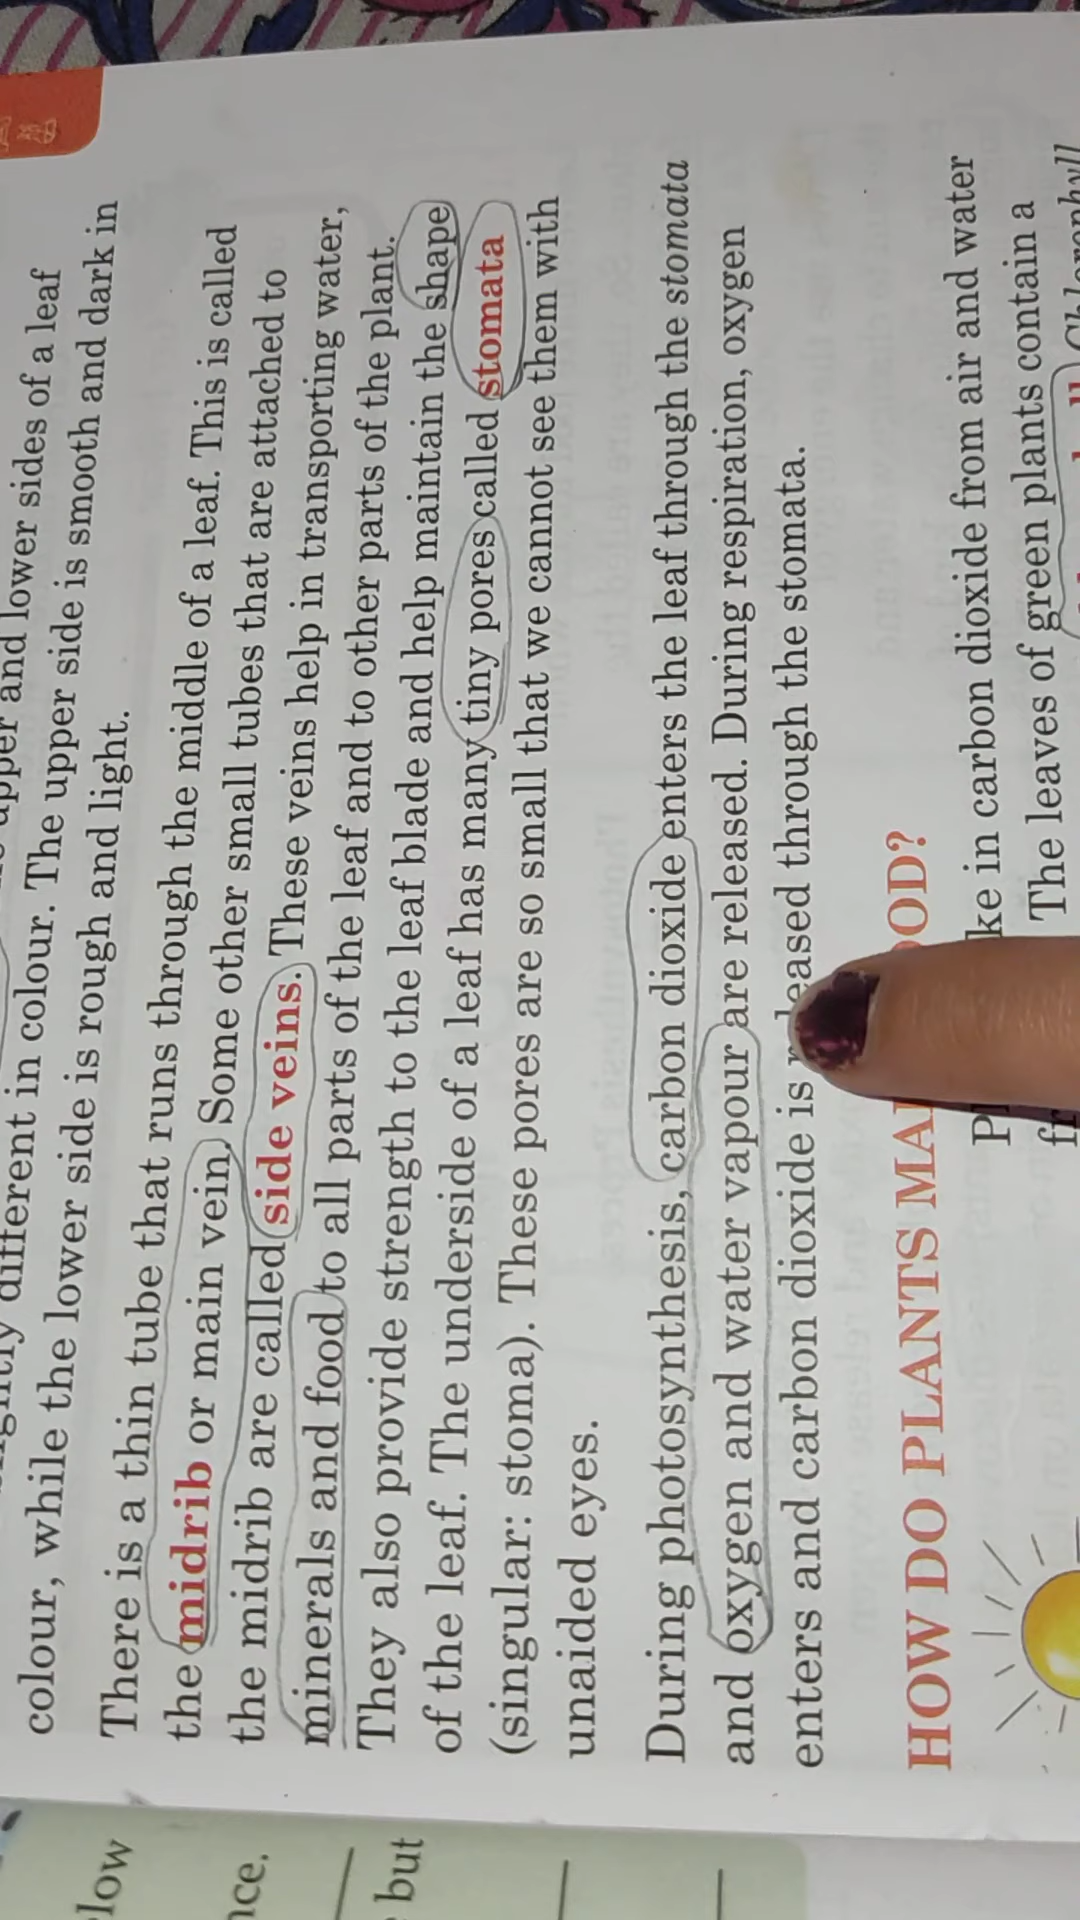 upper and lower sides of a leaf
different in colour. The upper side is smooth and dark in
colour, while the lower side is rough and light.
There is a thin tube that runs through the middle of a leaf. This is called
the midrib or main vein. Some other small tubes that are attached to
the midrib are called side veins. These veins help in transporting water,
minerals and food to all parts of the leaf and to other parts of the plant.
They also provide strength to the leaf blade and help maintain the shape
of the leaf. The underside of a leaf has many tiny pores called stomata
(singular: stoma). These pores are so small that we cannot see them with
unaided eyes.
During photosynthesis, carbon dioxide enters the leaf through the stomata
and oxygen and water vapour are released. During respiration, oxygen
enters and carbon dioxide is released through the stomata.
HOW DO PLANTS MAKE FOOD?
in carbon dioxide from air and water
The leaves of green plants contain a
Chlorophyll
but